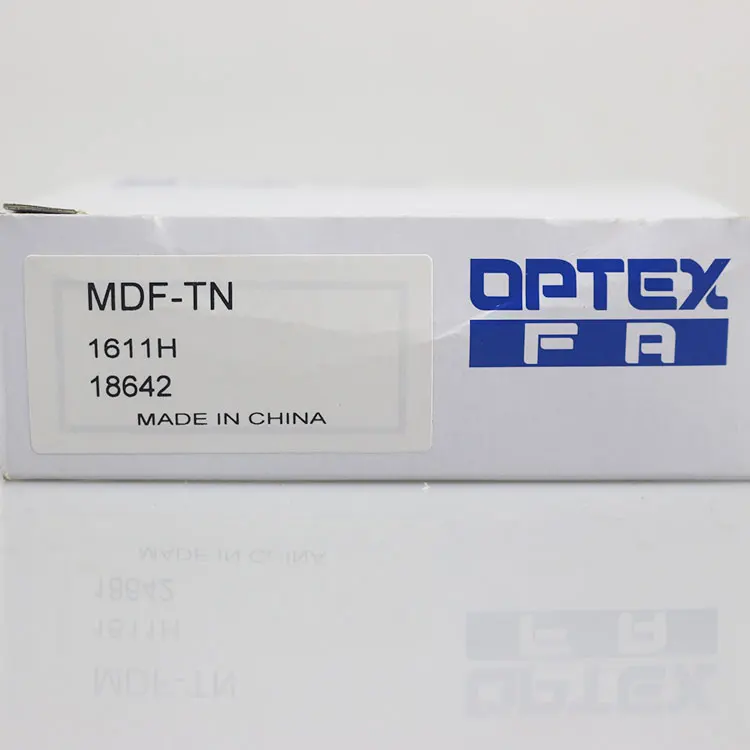 MDF-TN
1611H
18642
MADE IN CHINA
OPTEX
FA